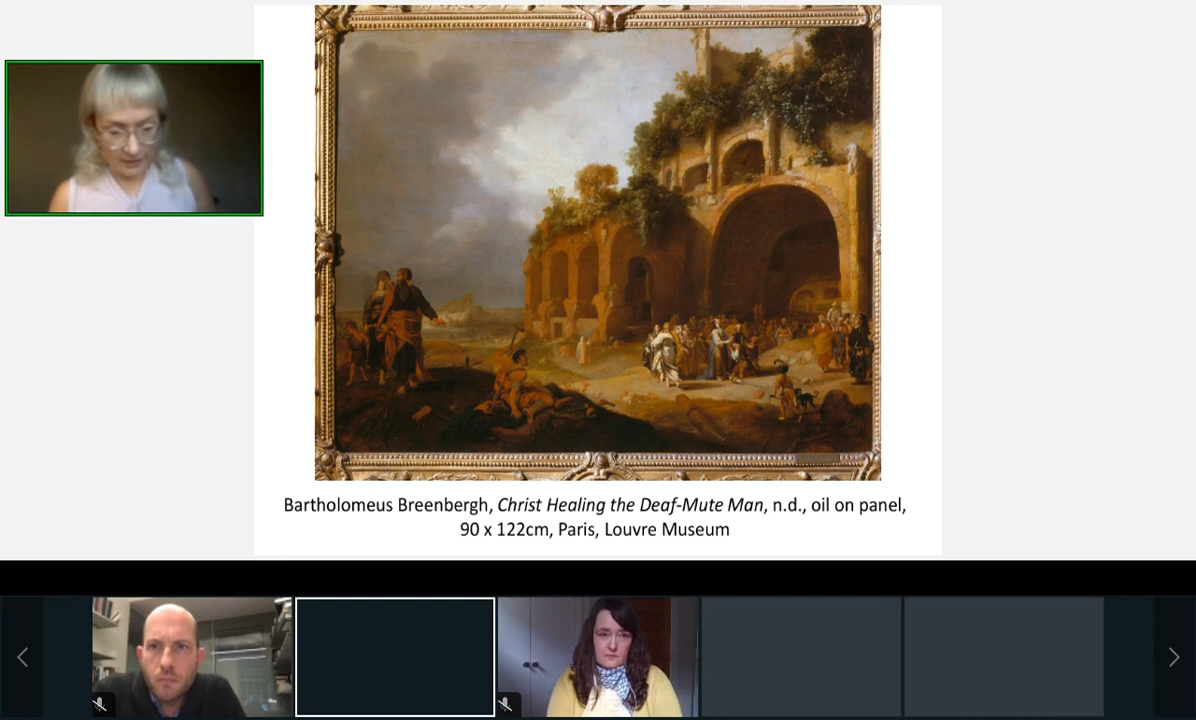 Bartholomeus Breenbergh, Christ Healing the Deaf-Mute Man, n.d., oil on panel,
90 x 122cm, Paris, Louvre Museum